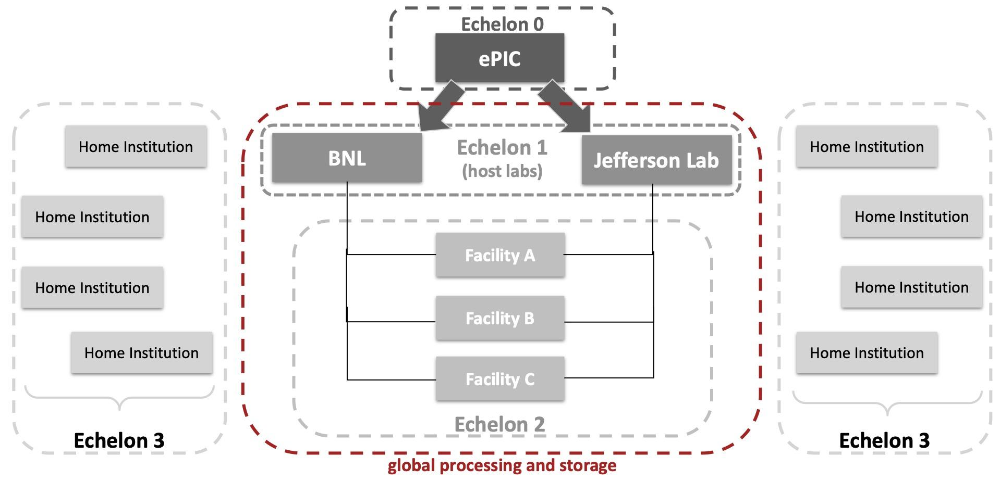 Echelon 0
ePIC
BNL
Echelon 1
(host labs)
Jefferson Lab
Home Institution
Home Institution
Home Institution
Home Institution
Echelon 3
Facility A
Facility B
Facility C
Echelon 2
global processing and storage
Home Institution
Home Institution
Home Institution
Home Institution
Echelon 3